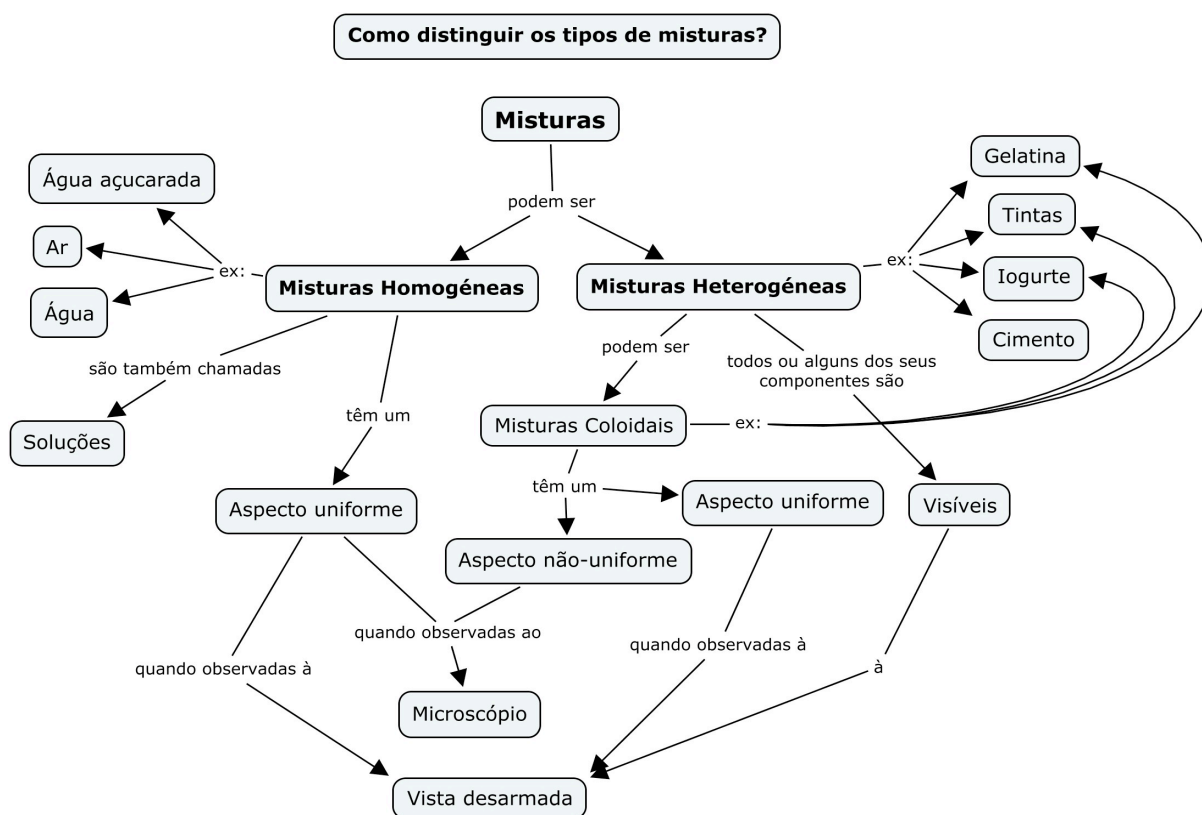 Como distinguir os tipos de misturas?
Misturas
podem ser
Água açucarada
Ar
Água
ex:
Misturas Homogéneas
Misturas Heterogéneas
ex:
Gelatina
Tintas
Iogurte
Cimento
são também chamadas
Soluções
têm um
podem ser
todos ou alguns dos seus
componentes são
Misturas Coloidais
ex:
têm um
Aspecto uniforme
Aspecto não-uniforme
Aspecto uniforme
Visíveis
quando observadas à
quando observadas ao
quando observadas à
à
Microscópio
Vista desarmada